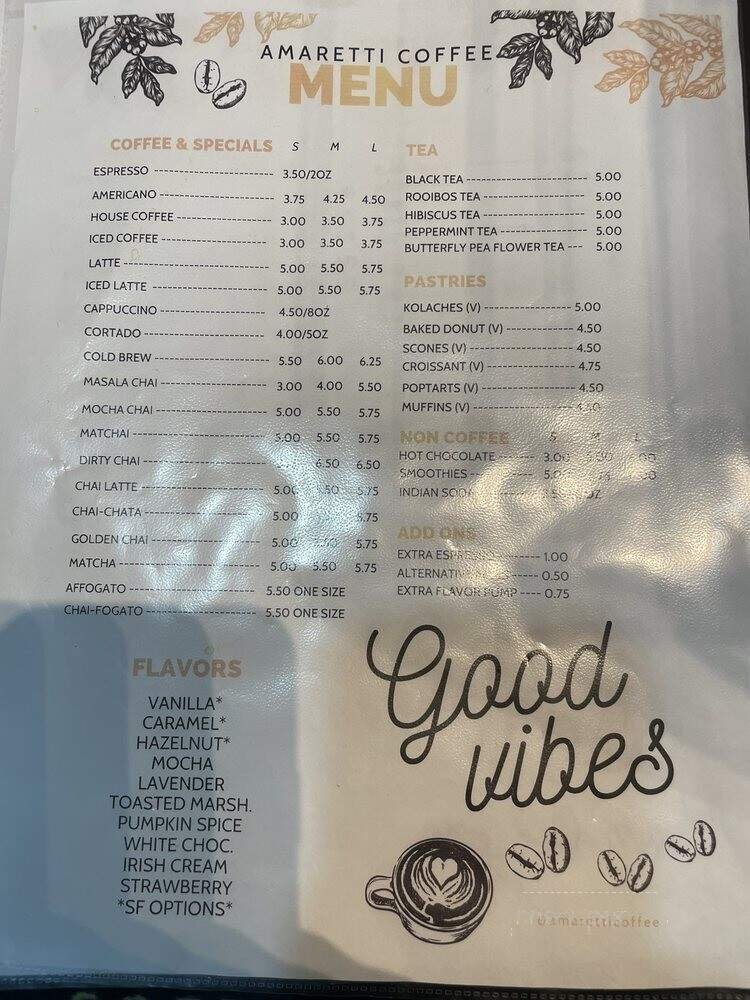 AMARETTI COFFEE
MENU
COFFEE & SPECIALS S M L
ESPRESSO 3.50/2OZ
AMERICANO 3.75 4.25 4.50
HOUSE COFFEE 3.00 3.50 3.75
ICED COFFEE 3.00 3.50 3.75
LATTE 5.00 5.50 5.75
ICED LATTE 5.00 5.50 5.75
CAPPUCCINO 4.50/8OZ
CORTADO 4.00/5OZ
COLD BREW 5.50 6.00 6.25
MASALA CHAI 3.00 4.00 5.50
MOCHA CHAI 5.00 5.50 5.75
MATCHAI 5.00 5.50 5.75
DIRTY CHAI 6.50 6.50
CHAI LATTE 5.00 5.75
CHAI-CHATA 5.00 5.75
GOLDEN CHAI 5.00 5.75
MATCHA 5.00 5.50 5.75
AFFOGATO 5.50 ONE SIZE
CHAI-FOGATO 5.50 ONE SIZE
FLAVORS
VANILLA*
CARAMEL*
HAZELNUT*
MOCHA
LAVENDER
TOASTED MARSH.
PUMPKIN SPICE
WHITE CHOC.
IRISH CREAM
STRAWBERRY
*SF OPTIONS*
TEA
BLACK TEA 5.00
ROOIBOS TEA 5.00
HIBISCUS TEA 5.00
PEPPERMINT TEA 5.00
BUTTERFLY PEA FLOWER TEA 5.00
PASTRIES
KOLACHES (V) 5.00
BAKED DONUT (V) 4.50
SCONES (V) 4.50
CROISSANT (V) 4.75
POPTARTS (V) 4.50
MUFFINS (V) 4.50
NON COFFEE S M L
HOT CHOCOLATE 3.00
SMOOTHIES
INDIAN SODA
ADD ONS
EXTRA ESPRESSO 1.00
ALTERNATIVE 0.50
EXTRA FLAVOR PUMP 0.75
Good
vibes
@amaretticoffee